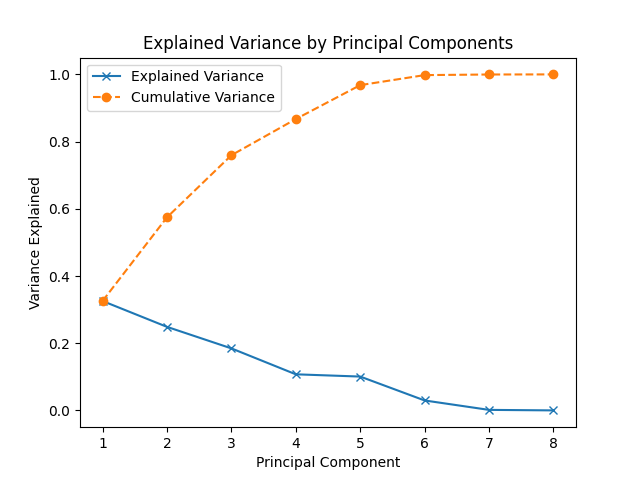 Explained Variance by Principal Components
Explained Variance
Cumulative Variance
1.0
0.8
0.6
0.4
0.2
0.0
Variance Explained
1 2 3 4 5 6 7 8
Principal Component